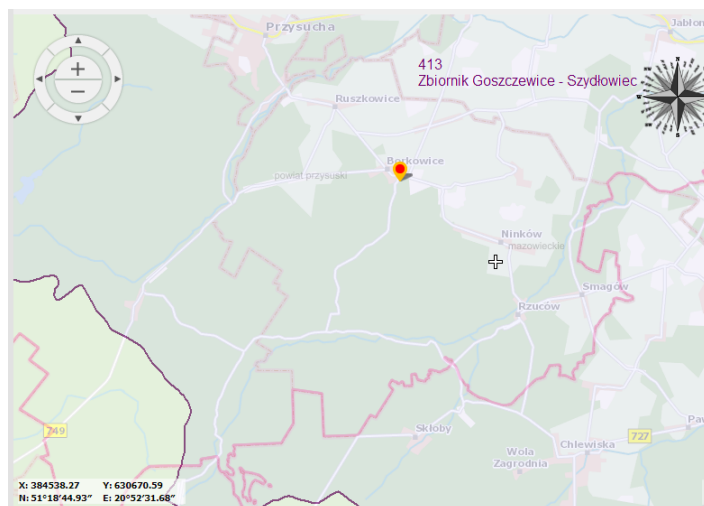 Przysucha
Jabłon
413
Zbiornik Goszczewice - Szydłowiec
Ruszkowice
Borkowice
powiat przysuski
Ninków
mazowieckie
Smagów
Rzuców
749
Skłoby
727
Chlewiska
Wola
Zagrodnia
Paw
X: 384538.27 Y: 630670.59
N: 51°18'44.93" E: 20°52'31.68"